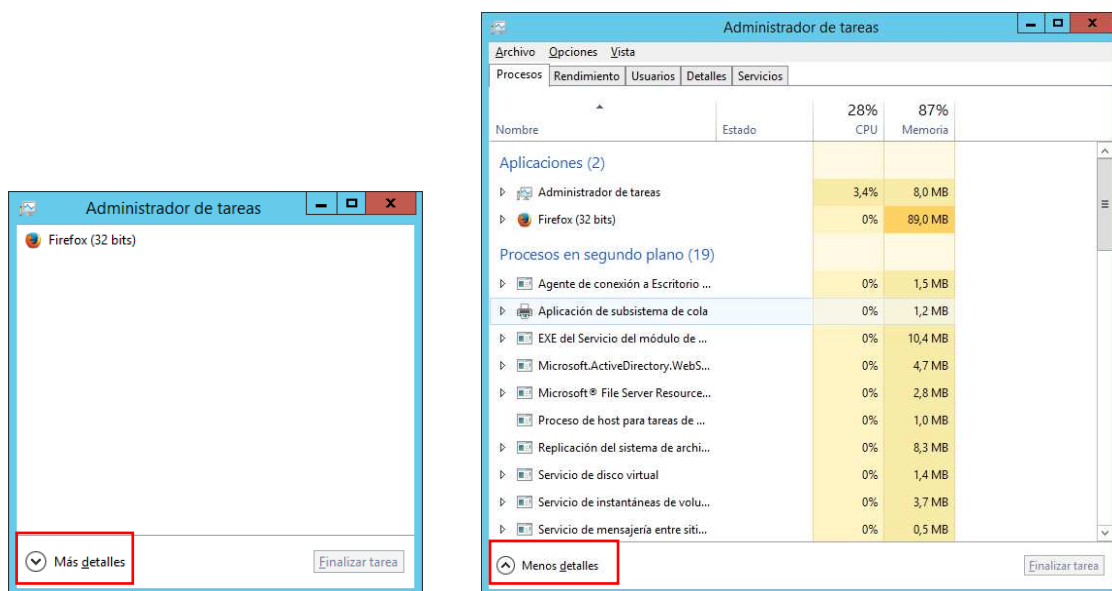 Administrador de tareas
Firefox (32 bits)
Más detalles
Finalizar tarea
Administrador de tareas
Archivo Opciones Vista
Procesos Rendimiento Usuarios Detalles Servicios
28% 87%
Nombre Estado CPU Memoria
Aplicaciones (2)
Administrador de tareas 3,4% 8,0 MB
Firefox (32 bits) 0% 89,0 MB
Procesos en segundo plano (19)
Agente de conexión a Escritorio ... 0% 1,5 MB
Aplicación de subsistema de cola 0% 1,2 MB
EXE del Servicio del módulo de ... 0% 10,4 MB
Microsoft.ActiveDirectory.WebS... 0% 4,7 MB
Microsoft® File Server Resource... 0% 2,8 MB
Proceso de host para tareas de ... 0% 1,0 MB
Replicación del sistema de archi... 0% 8,3 MB
Servicio de disco virtual 0% 1,4 MB
Servicio de instantáneas de volu... 0% 3,7 MB
Servicio de mensajería entre siti... 0% 0,5 MB
Menos detalles
Finalizar tarea